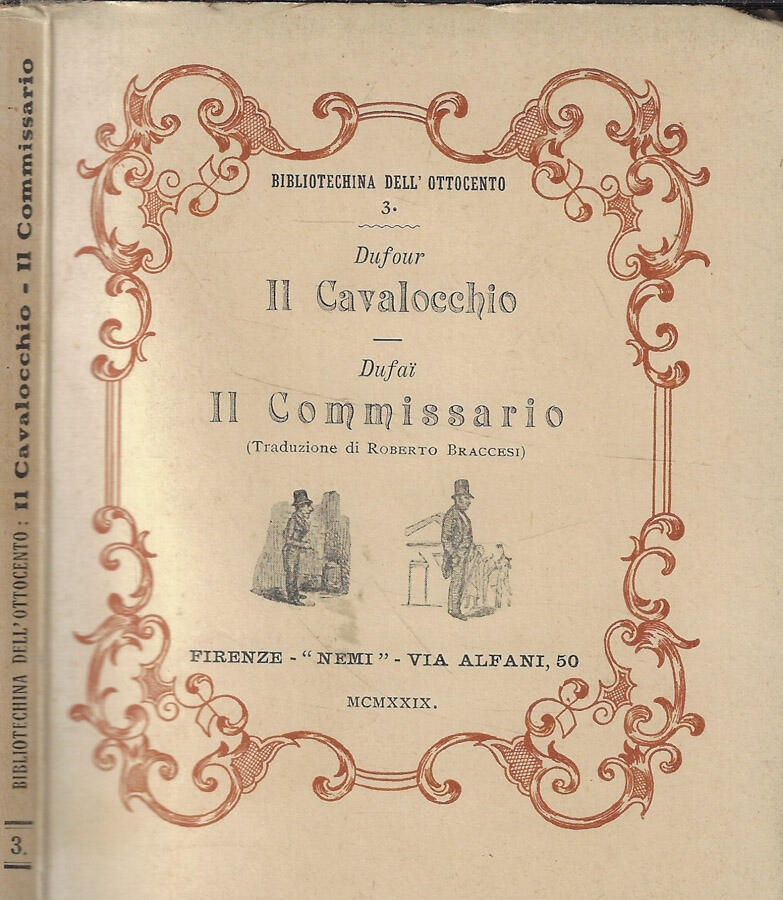 BIBLIOTECHINA DELL'OTTOCENTO : Il Cavalocchio - Il Commissario
3.
BIBLIOTECHINA DELL' OTTOCENTO
3.
Dufour
Il Cavalocchio
Dufaï
Il Commissario
(Traduzione di ROBERTO BRACCESI)
FIRENZE - "NEMI" - VIA ALFANI, 50
MCMXXIX.